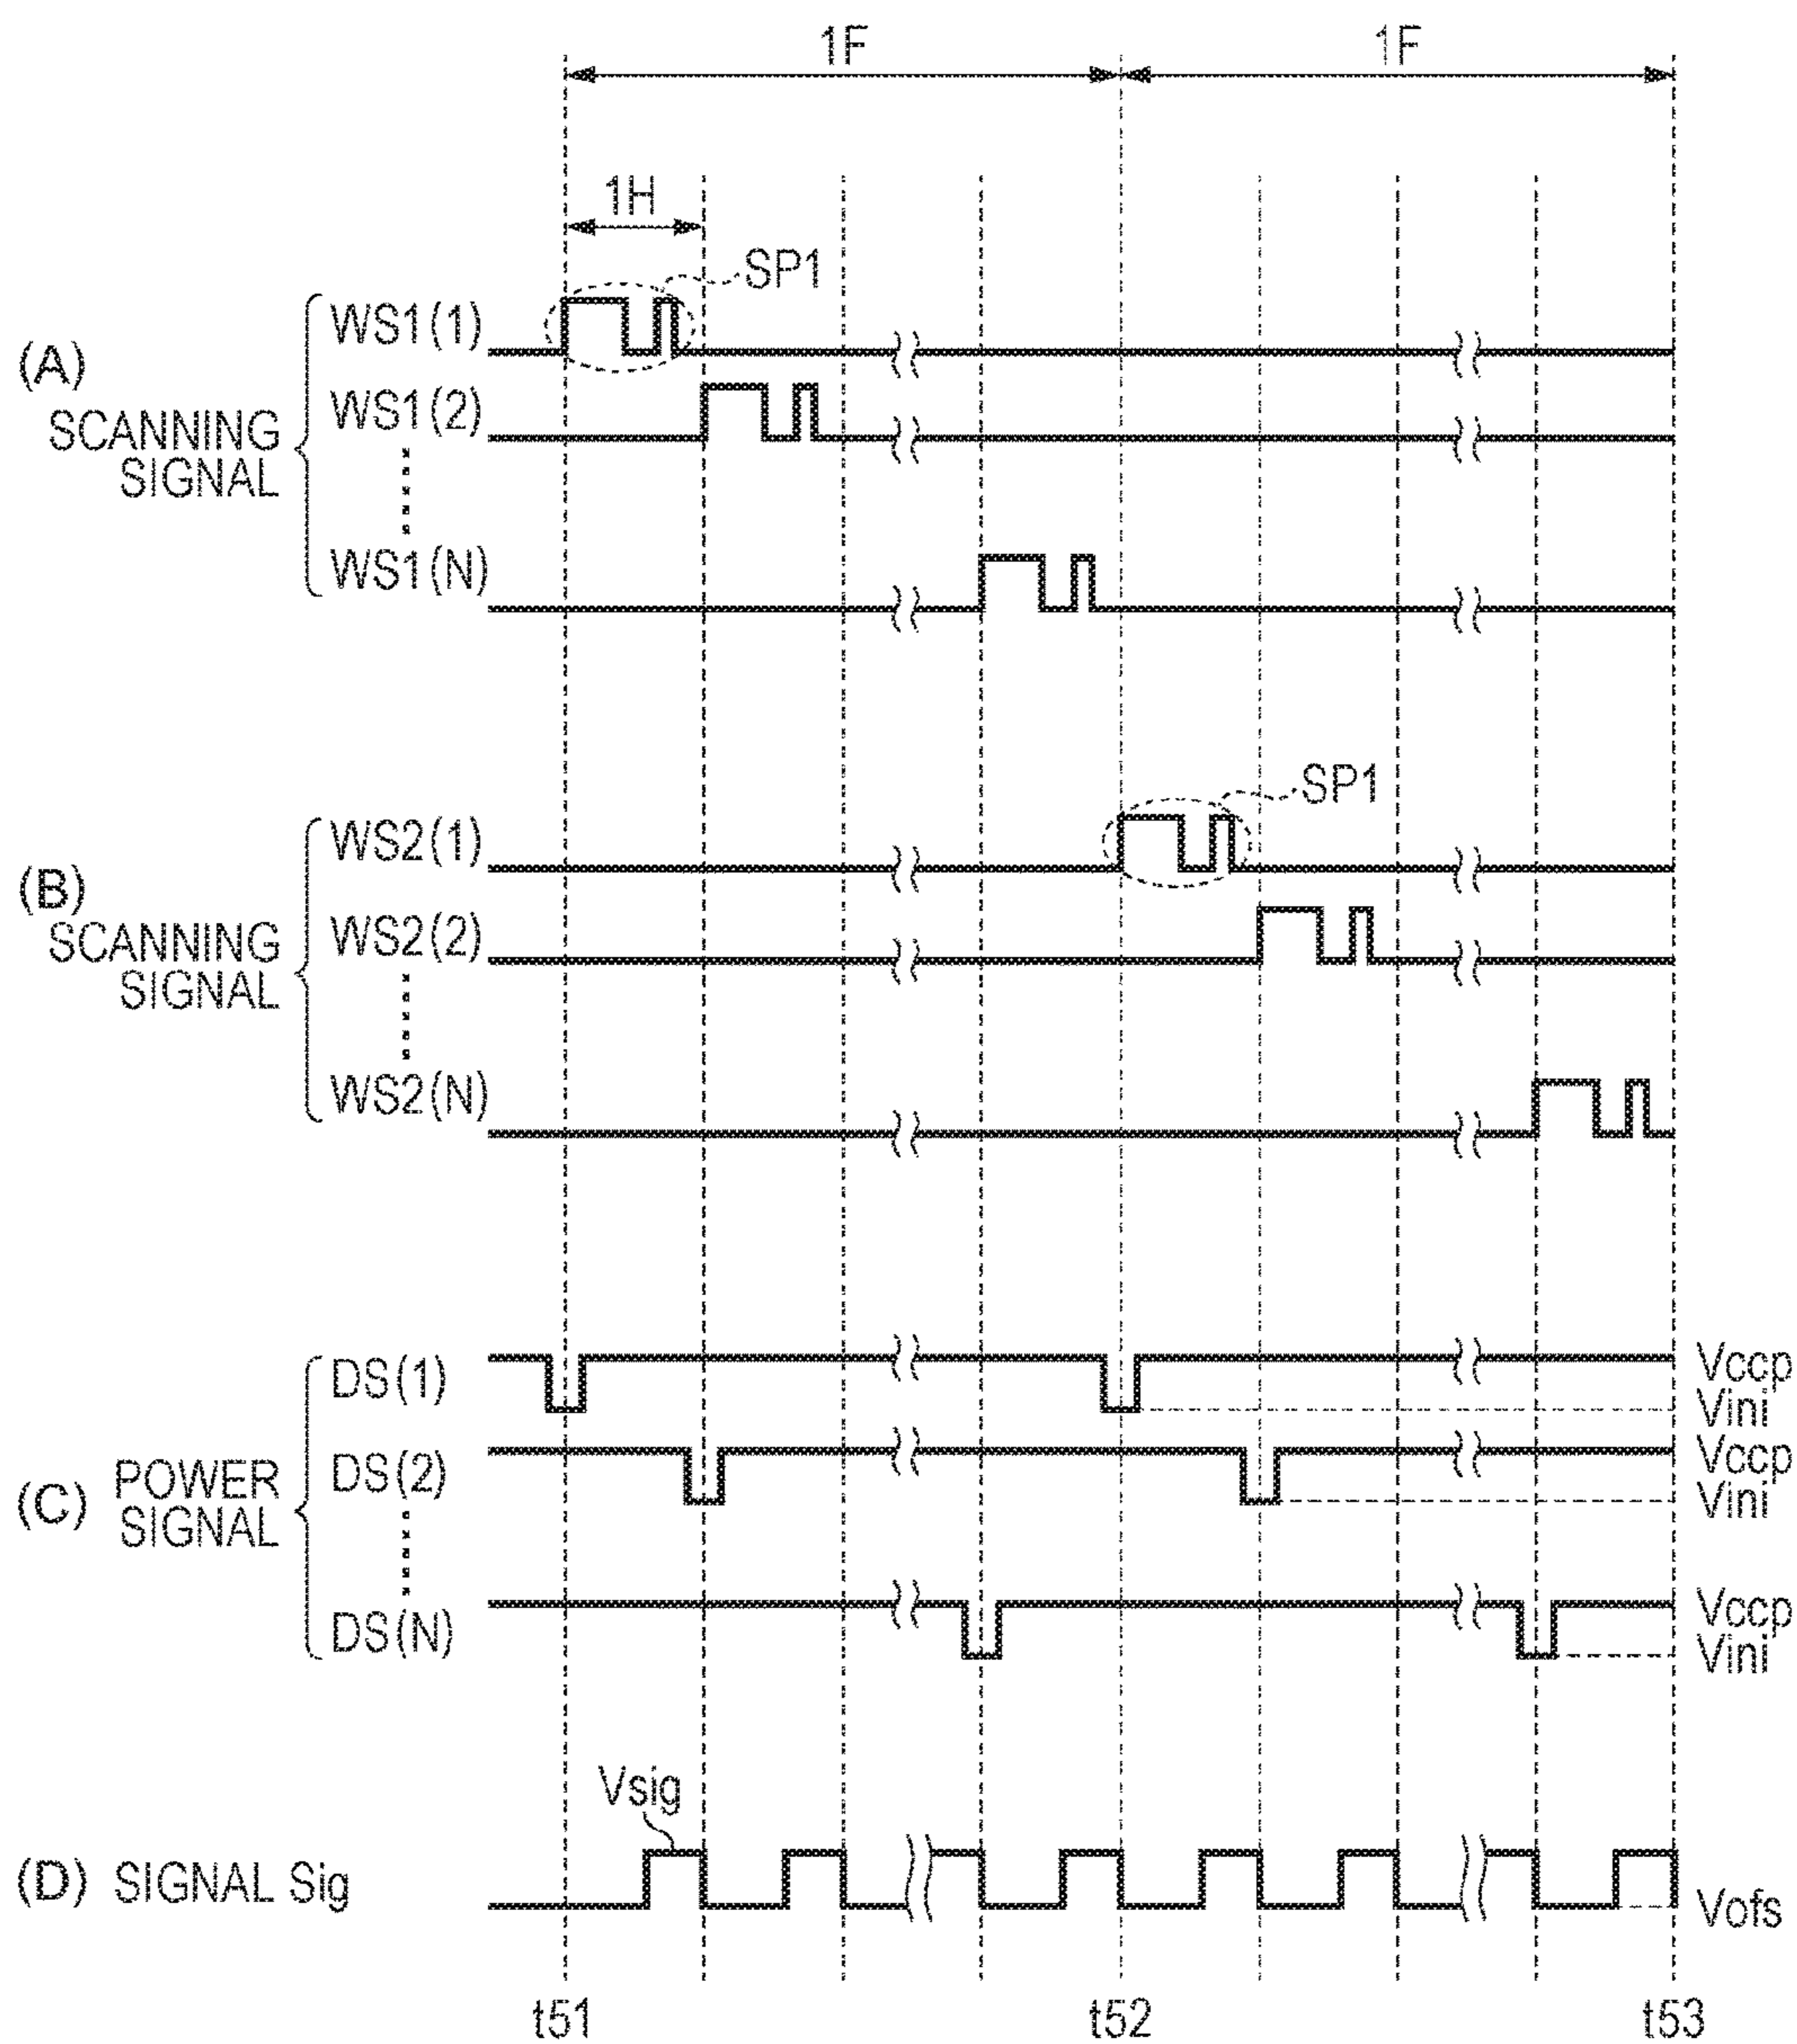 1F 1F
1H
SP1
(A)
SCANNING
SIGNAL
WS1(1)
WS1(2)
WS1(N)
SP1
(B)
SCANNING
SIGNAL
WS2(1)
WS2(2)
WS2(N)
(C) POWER
SIGNAL
DS(1)
Vccp
Vini
DS(2)
Vccp
Vini
DS(N)
Vccp
Vini
Vsig
(D) SIGNAL Sig
Vofs
t51 t52 t53